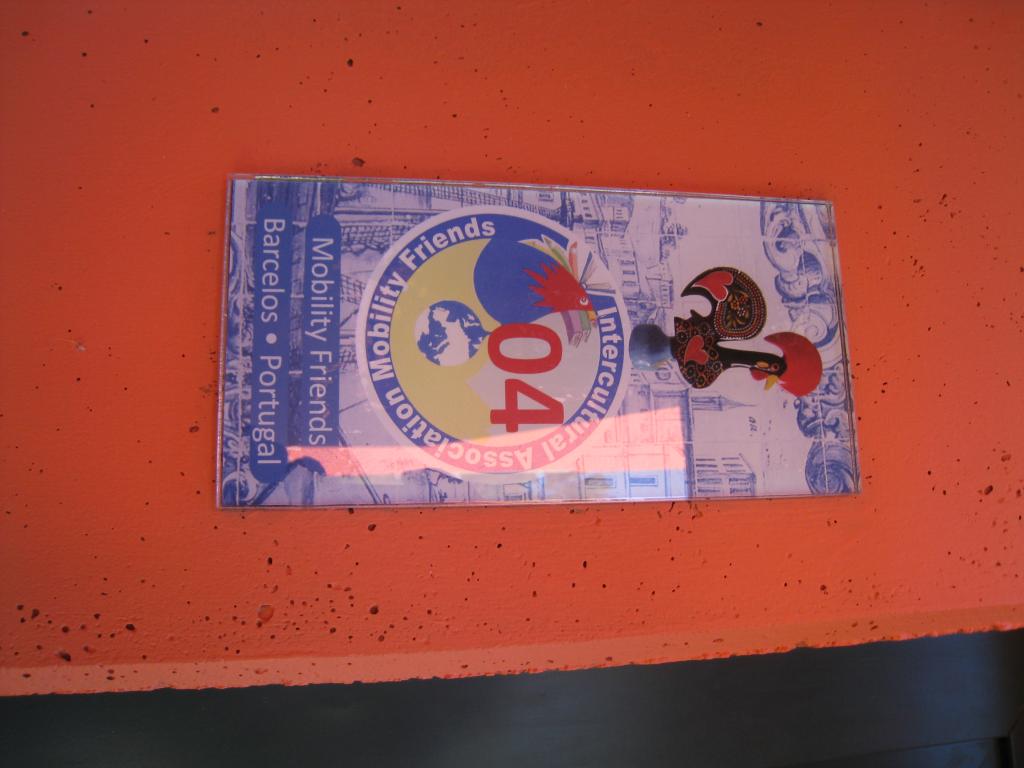 Intercultural Association Mobility Friends
04
Mobility Friends
Barcelos • Portugal